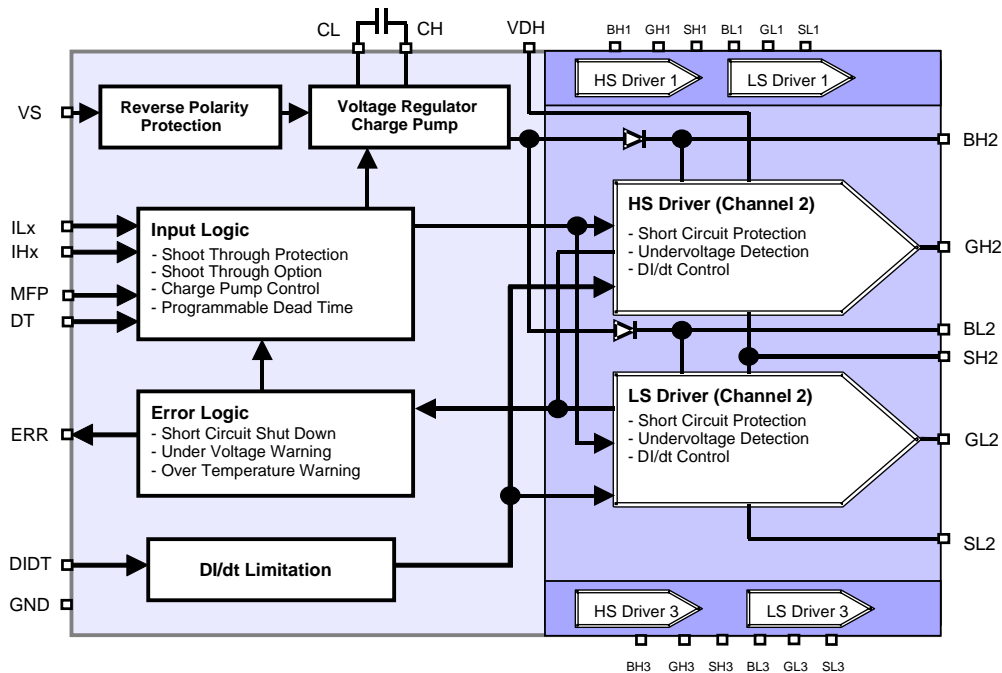 CL
CH
VDH
BH1
GH1
SH1
BL1
GL1
SL1
HS Driver 1
LS Driver 1
VS
Reverse Polarity
Protection
Voltage Regulator
Charge Pump
BH2
ILx
IHx
MFP
DT
Input Logic
- Shoot Through Protection
- Shoot Through Option
- Charge Pump Control
- Programmable Dead Time
HS Driver (Channel 2)
- Short Circuit Protection
- Undervoltage Detection
- DI/dt Control
GH2
BL2
SH2
ERR
Error Logic
- Short Circuit Shut Down
- Under Voltage Warning
- Over Temperature Warning
LS Driver (Channel 2)
- Short Circuit Protection
- Undervoltage Detection
- DI/dt Control
GL2
SL2
DIDT
GND
DI/dt Limitation
HS Driver 3
LS Driver 3
BH3
GH3
SH3
BL3
GL3
SL3